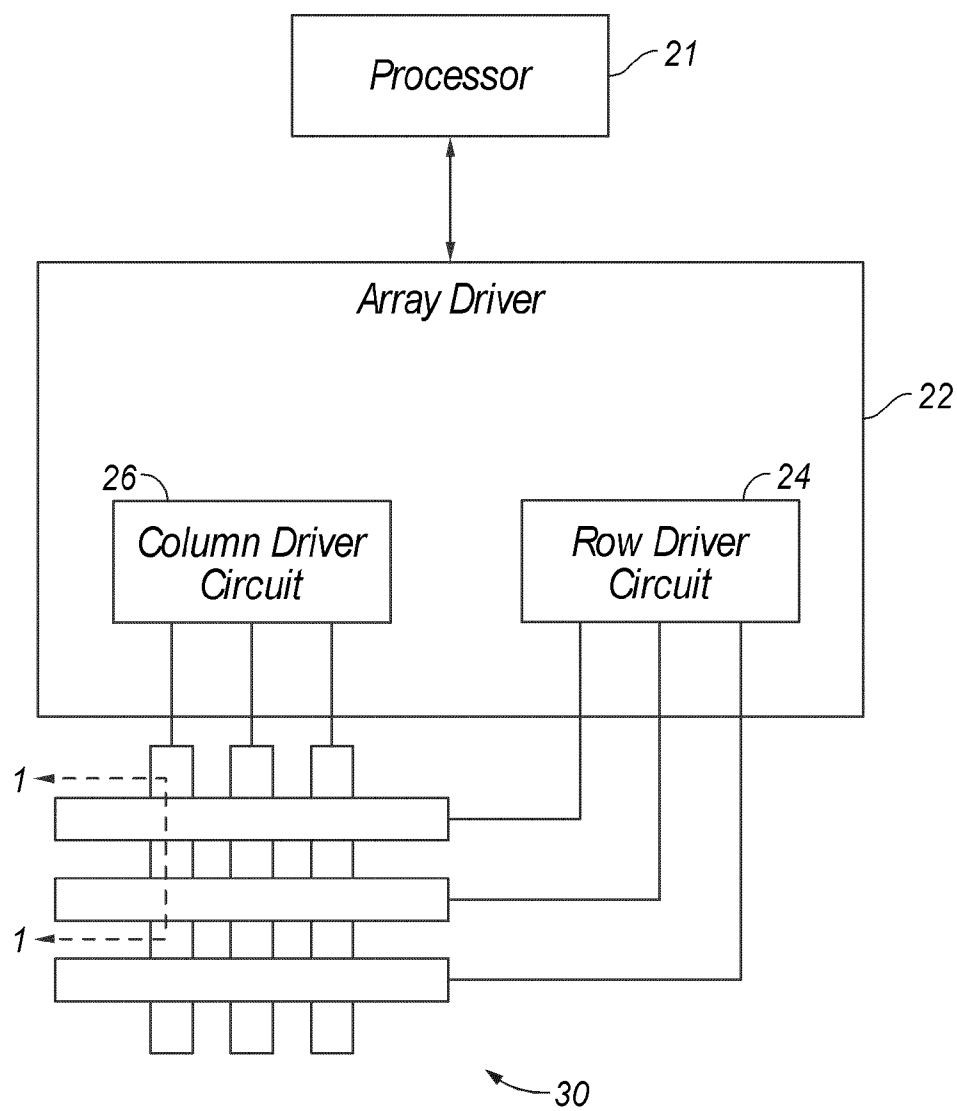 Processor
21
Array Driver
22
26
24
Column Driver
Circuit
Row Driver
Circuit
1
1
30